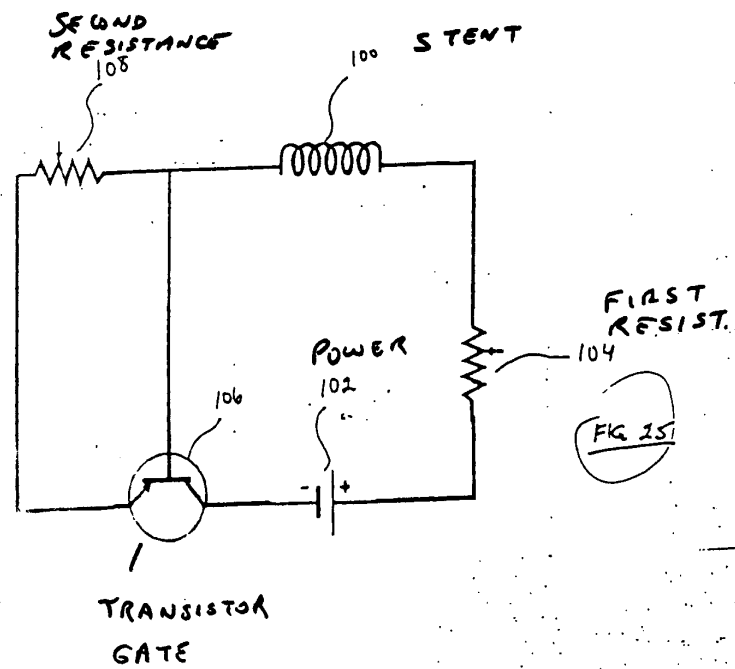 SECOND
RESISTANCE
108
100
STENT
FIRST
RESIST.
104
POWER
102
- +
106
FIG 25
TRANSISTOR
GATE